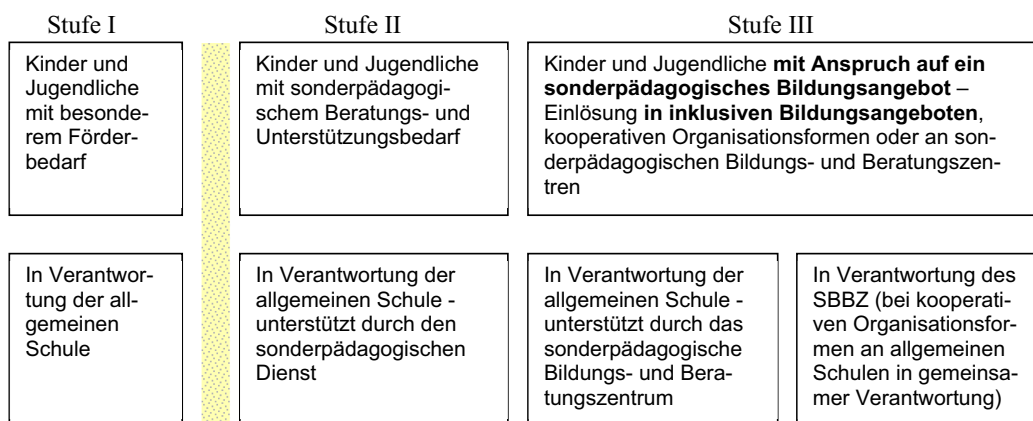 Stufe I
Stufe II
Stufe III
Kinder und
Jugendliche
mit besonde-
rem Förder-
bedarf
Kinder und Jugendliche
mit sonderpädagogi-
schem Beratungs- und
Unterstützungsbedarf
Kinder und Jugendliche mit Anspruch auf ein
sonderpädagogisches Bildungsangebot –
Einlösung in inklusiven Bildungsangeboten,
kooperativen Organisationsformen oder an son-
derpädagogischen Bildungs- und Beratungszen-
tren
In Verantwor-
tung der all-
gemeinen
Schule
In Verantwortung der
allgemeinen Schule -
unterstützt durch den
sonderpädagogischen
Dienst
In Verantwortung der
allgemeinen Schule -
unterstützt durch das
sonderpädagogische
Bildungs- und Bera-
tungszentrum
In Verantwortung des
SBBZ (bei kooperati-
ven Organisationsfor-
men an allgemeinen
Schulen in gemeinsa-
mer Verantwortung)